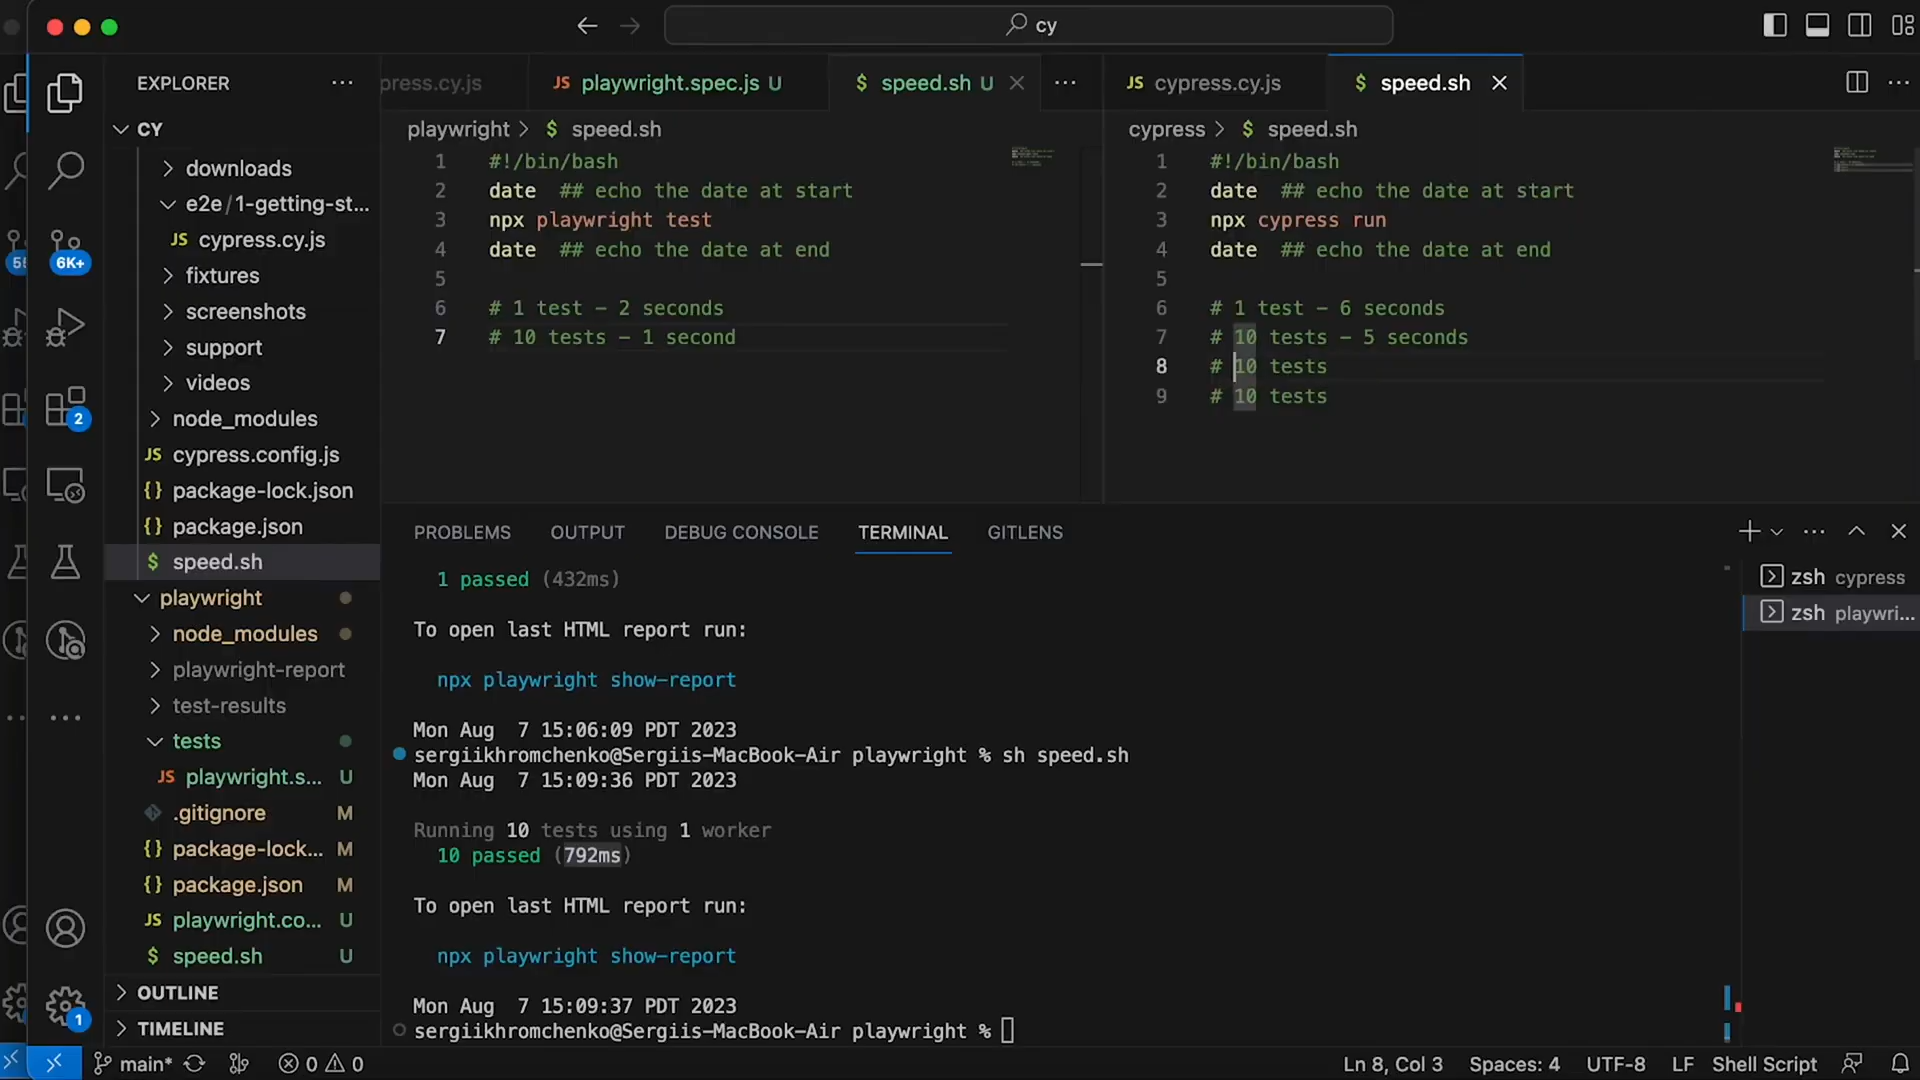 cy
EXPLORER
CY
downloads
e2e/1-getting-st...
JS cypress.cy.js
fixtures
screenshots
support
videos
node_modules
JS cypress.config.js
{} package-lock.json
{} package.json
$ speed.sh
playwright
node_modules
playwright-report
test-results
tests
JS playwright.s... U
.gitignore M
{} package-lock... M
{} package.json M
JS playwright.co... U
$ speed.sh U
OUTLINE
TIMELINE
6K+
2
1
press.cy.js
JS playwright.spec.js U
$ speed.sh U
playwright > $ speed.sh
1 #!/bin/bash
2 date ## echo the date at start
3 npx playwright test
4 date ## echo the date at end
5
6 # 1 test - 2 seconds
7 # 10 tests - 1 second
JS cypress.cy.js
$ speed.sh
cypress > $ speed.sh
1 #!/bin/bash
2 date ## echo the date at start
3 npx cypress run
4 date ## echo the date at end
5
6 # 1 test - 6 seconds
7 # 10 tests - 5 seconds
8 # 10 tests
9 # 10 tests
PROBLEMS OUTPUT DEBUG CONSOLE TERMINAL GITLENS
1 passed (432ms)
To open last HTML report run:
npx playwright show-report
Mon Aug  7 15:06:09 PDT 2023
sergiikhromchenko@Sergiis-MacBook-Air playwright % sh speed.sh
Mon Aug  7 15:09:36 PDT 2023
Running 10 tests using 1 worker
10 passed (792ms)
To open last HTML report run:
npx playwright show-report
Mon Aug  7 15:09:37 PDT 2023
sergiikhromchenko@Sergiis-MacBook-Air playwright %
zsh cypress
zsh playwri...
main* 0 0
Ln 8, Col 3 Spaces: 4 UTF-8 LF Shell Script